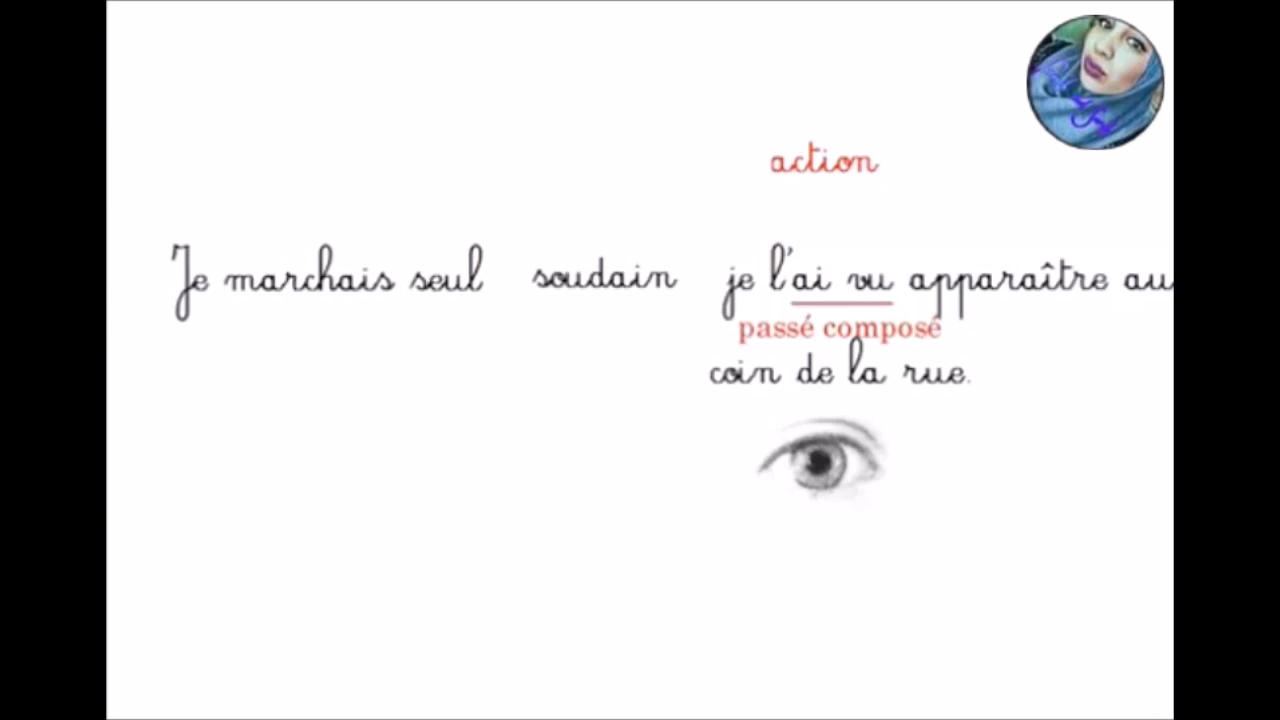 action
Je marchais seul soudain je l'ai vu apparaître au
passé composé
coin de la rue.